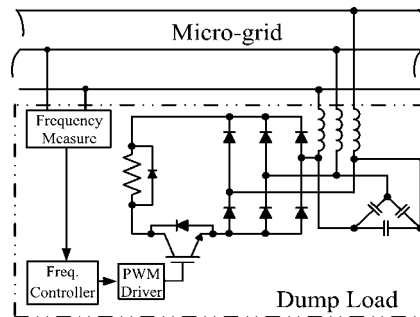 Micro-grid
Frequency
Measure
Freq.
Controller
PWM
Driver
Dump Load